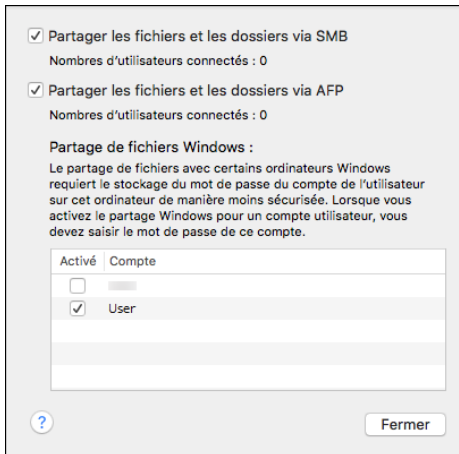 Partager les fichiers et les dossiers via SMB
Nombres d'utilisateurs connectés : 0
Partager les fichiers et les dossiers via AFP
Nombres d'utilisateurs connectés : 0
Partage de fichiers Windows :
Le partage de fichiers avec certains ordinateurs Windows
requiert le stockage du mot de passe du compte de l'utilisateur
sur cet ordinateur de manière moins sécurisée. Lorsque vous
activez le partage Windows pour un compte utilisateur, vous
devez saisir le mot de passe de ce compte.
Activé Compte
User
? Fermer